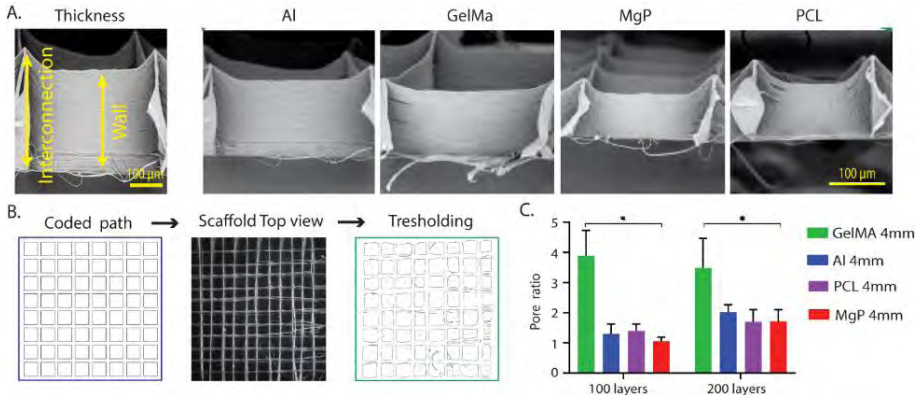 A.
Thickness
Al
GelMa
MgP
PCL
Interconnection
Wall
100 µm
100 µm
B.
Coded path
Scaffold Top view
Tresholding
C.
Pore ratio
5
4
3
2
1
0
100 layers
200 layers
*
*
GelMA 4mm
Al 4mm
PCL 4mm
MgP 4mm